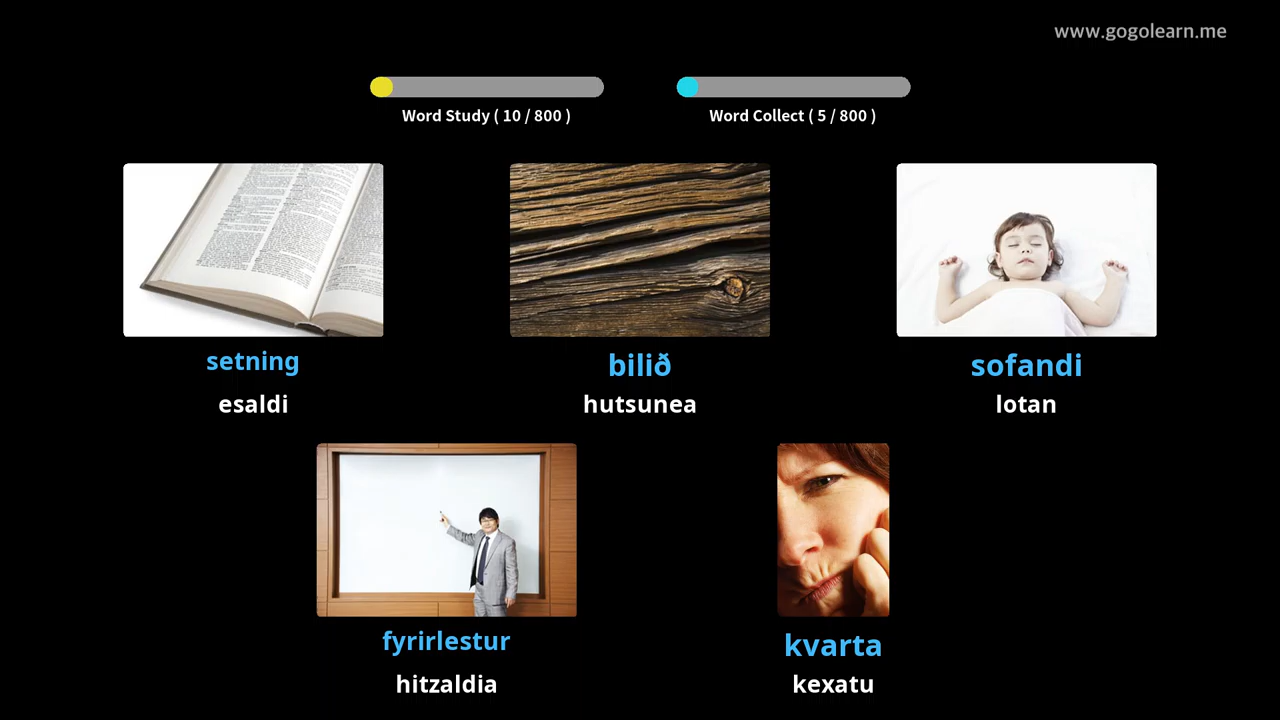 www.gogolearn.me
Word Study ( 10 / 800 )
Word Collect ( 5 / 800 )
setning
esaldi
bilið
hutsunea
sofandi
lotan
fyrirlestur
hitzaldia
kvarta
kexatu